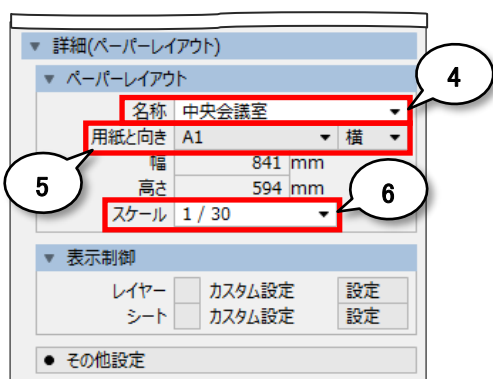 ▼ 詳細(ペーパーレイアウト)
▼ ペーパーレイアウト
4
名称 中央会議室
用紙と向き A1 横
5
幅 841 mm
高さ 594 mm
6
スケール 1 / 30
▼ 表示制御
レイヤー カスタム設定 設定
シート カスタム設定 設定
● その他設定